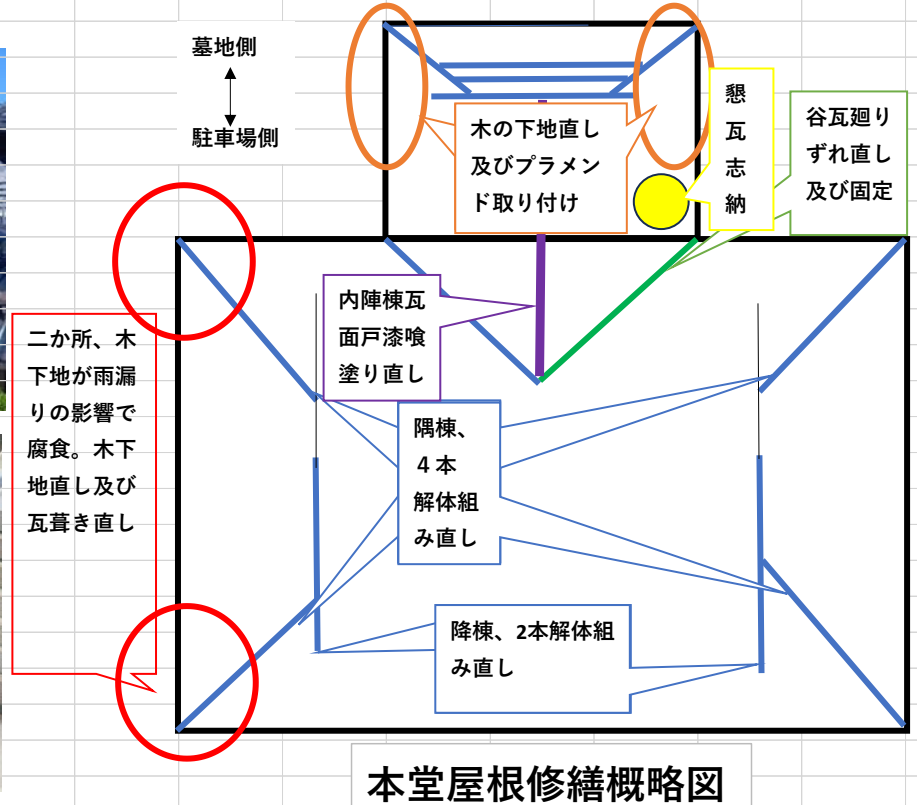 墓地側
駐車場側
木の下地直し
及びプラメン
ド取り付け
懇
瓦
志
納
谷瓦廻り
ずれ直し
及び固定
内陣棟瓦
面戸漆喰
塗り直し
二か所、木
下地が雨漏
りの影響で
腐食。木下
地直し及び
瓦葺き直し
隅棟、
４本
解体組
み直し
降棟、2本解体組
み直し
本堂屋根修繕概略図